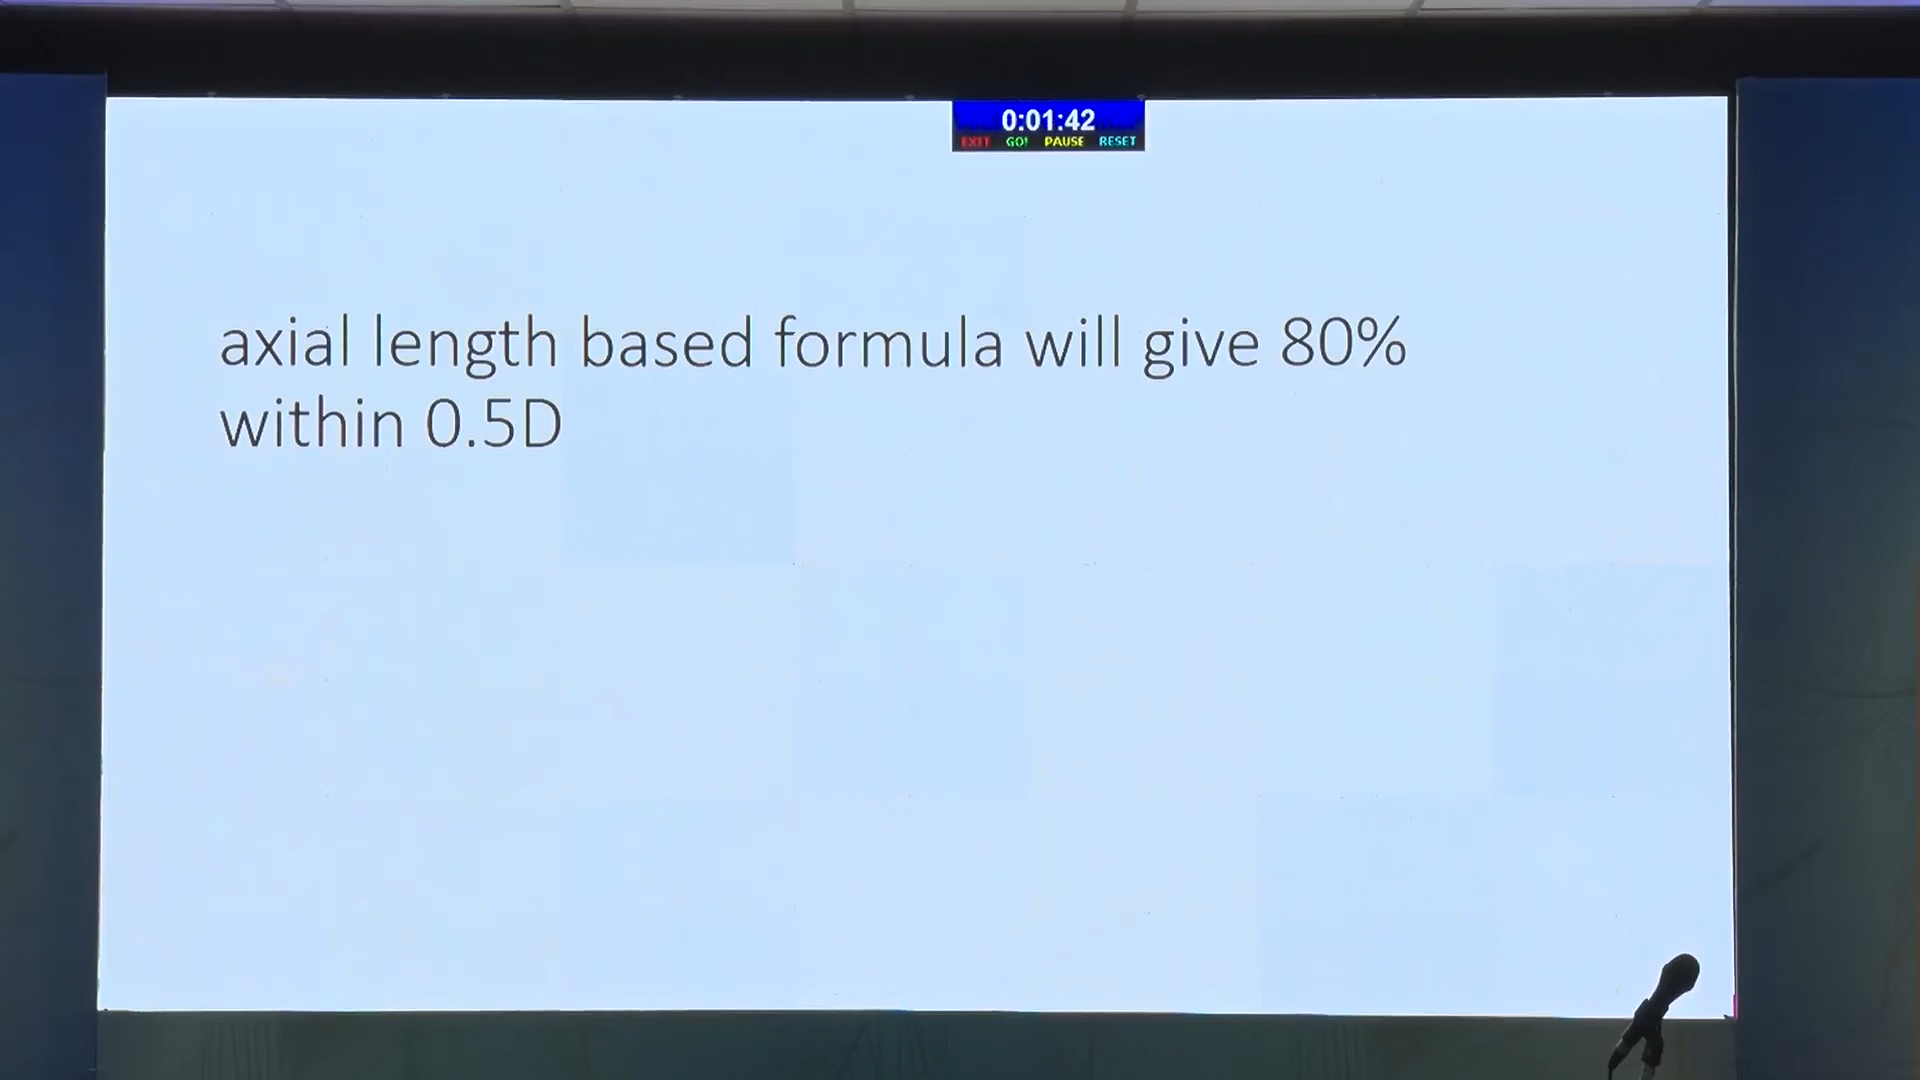 0:01:42
EXIT GO! PAUSE RESET
axial length based formula will give 80%
within 0.5D